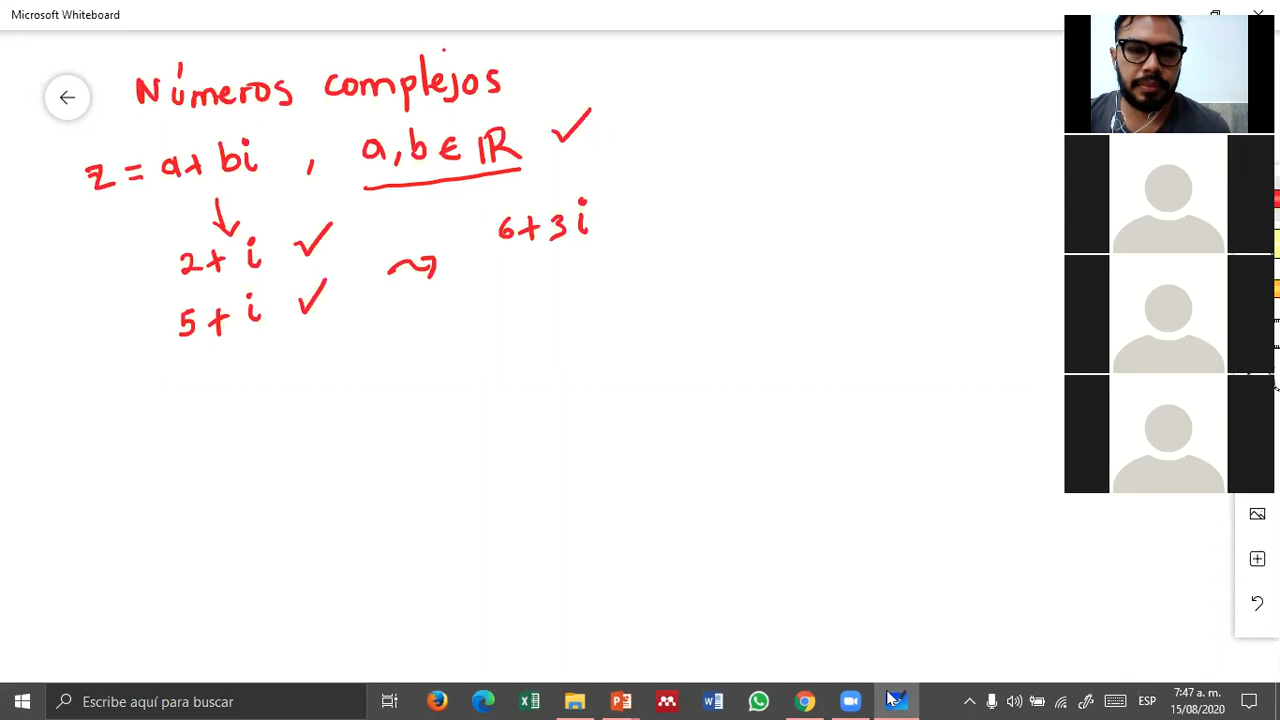 Microsoft Whiteboard
Números complejos
z = a + bi , a, b ∈ ℝ ✓
2 + i ✓
6 + 3i
5 + i ✓
Escribe aquí para buscar
ESP
7:47 a. m.
15/08/2020